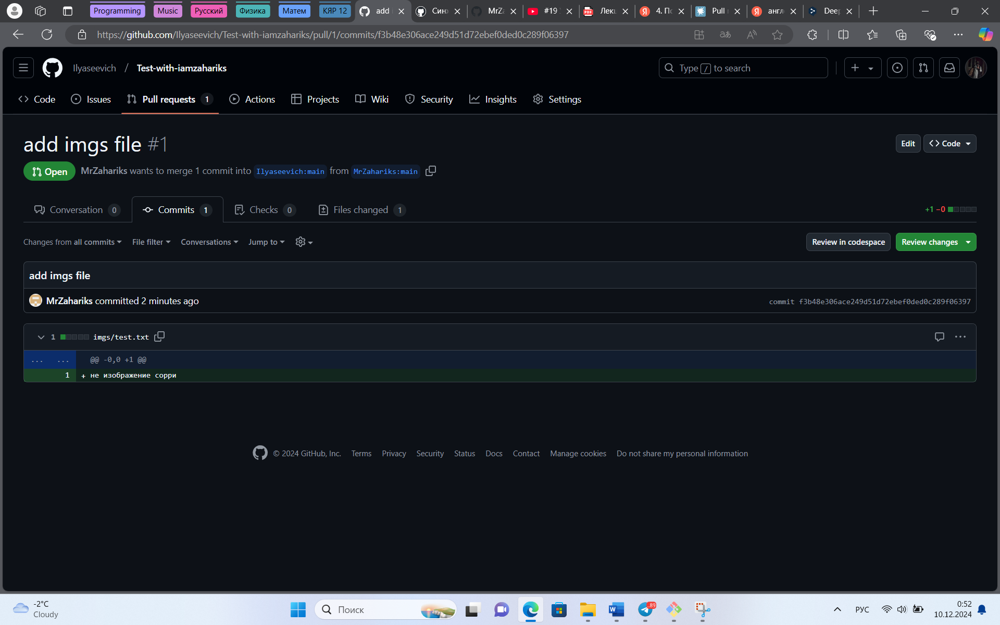 Programming Music Русский Физика Матем КЯР 12 add Синх MrZa #19 Лекц 4. По Pull англ Deep
https://github.com/Ilyaseevich/Test-with-iamzahariks/pull/1/commits/f3b48e306ace249d51d72ebef0ded0c289f06397
Ilyaseevich / Test-with-iamzahariks Type / to search
Code Issues Pull requests 1 Actions Projects Wiki Security Insights Settings
add imgs file #1 Edit Code
Open MrZahariks wants to merge 1 commit into Ilyaseevich:main from MrZahariks:main
Conversation 0 Commits 1 Checks 0 Files changed 1 +1 −0
Changes from all commits File filter Conversations Jump to Review in codespace Review changes
add imgs file
MrZahariks committed 2 minutes ago commit f3b48e306ace249d51d72ebef0ded0c289f06397
1 imgs/test.txt
... ... @@ -0,0 +1 @@
1 + не изображение сорри
© 2024 GitHub, Inc. Terms Privacy Security Status Docs Contact Manage cookies Do not share my personal information
-2°C
Cloudy
Поиск
89
РУС
0:52
10.12.2024